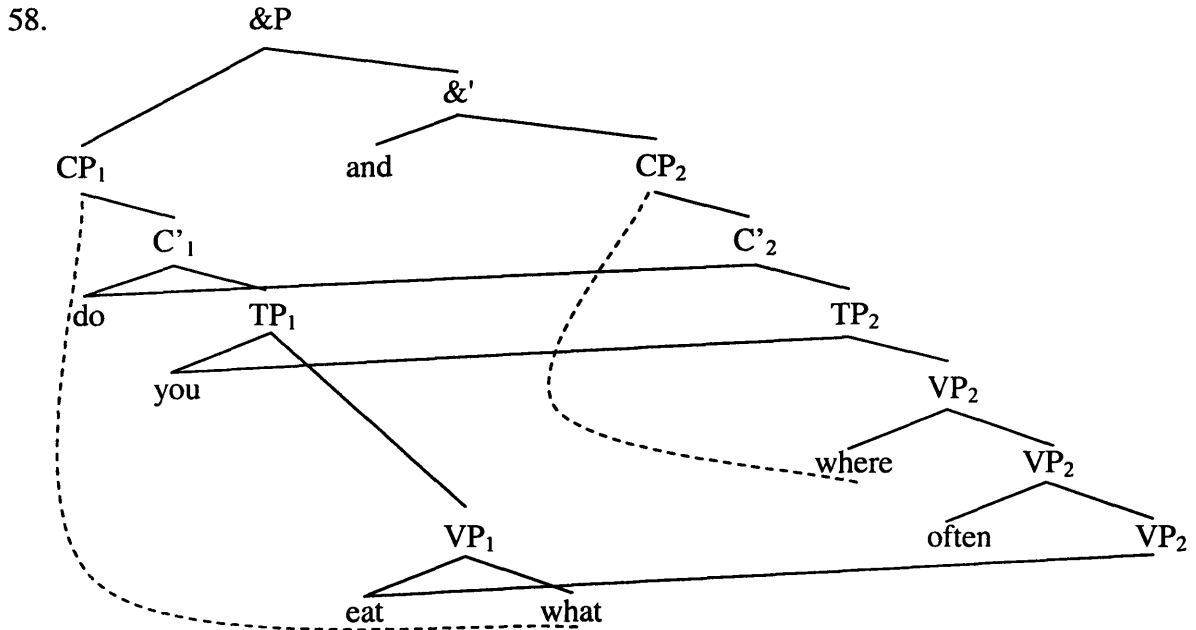 58. &P
&'
CP₁ and CP₂
C'₁ C'₂
do TP₁ TP₂
you VP₂
where VP₂
VP₁ often VP₂
eat what